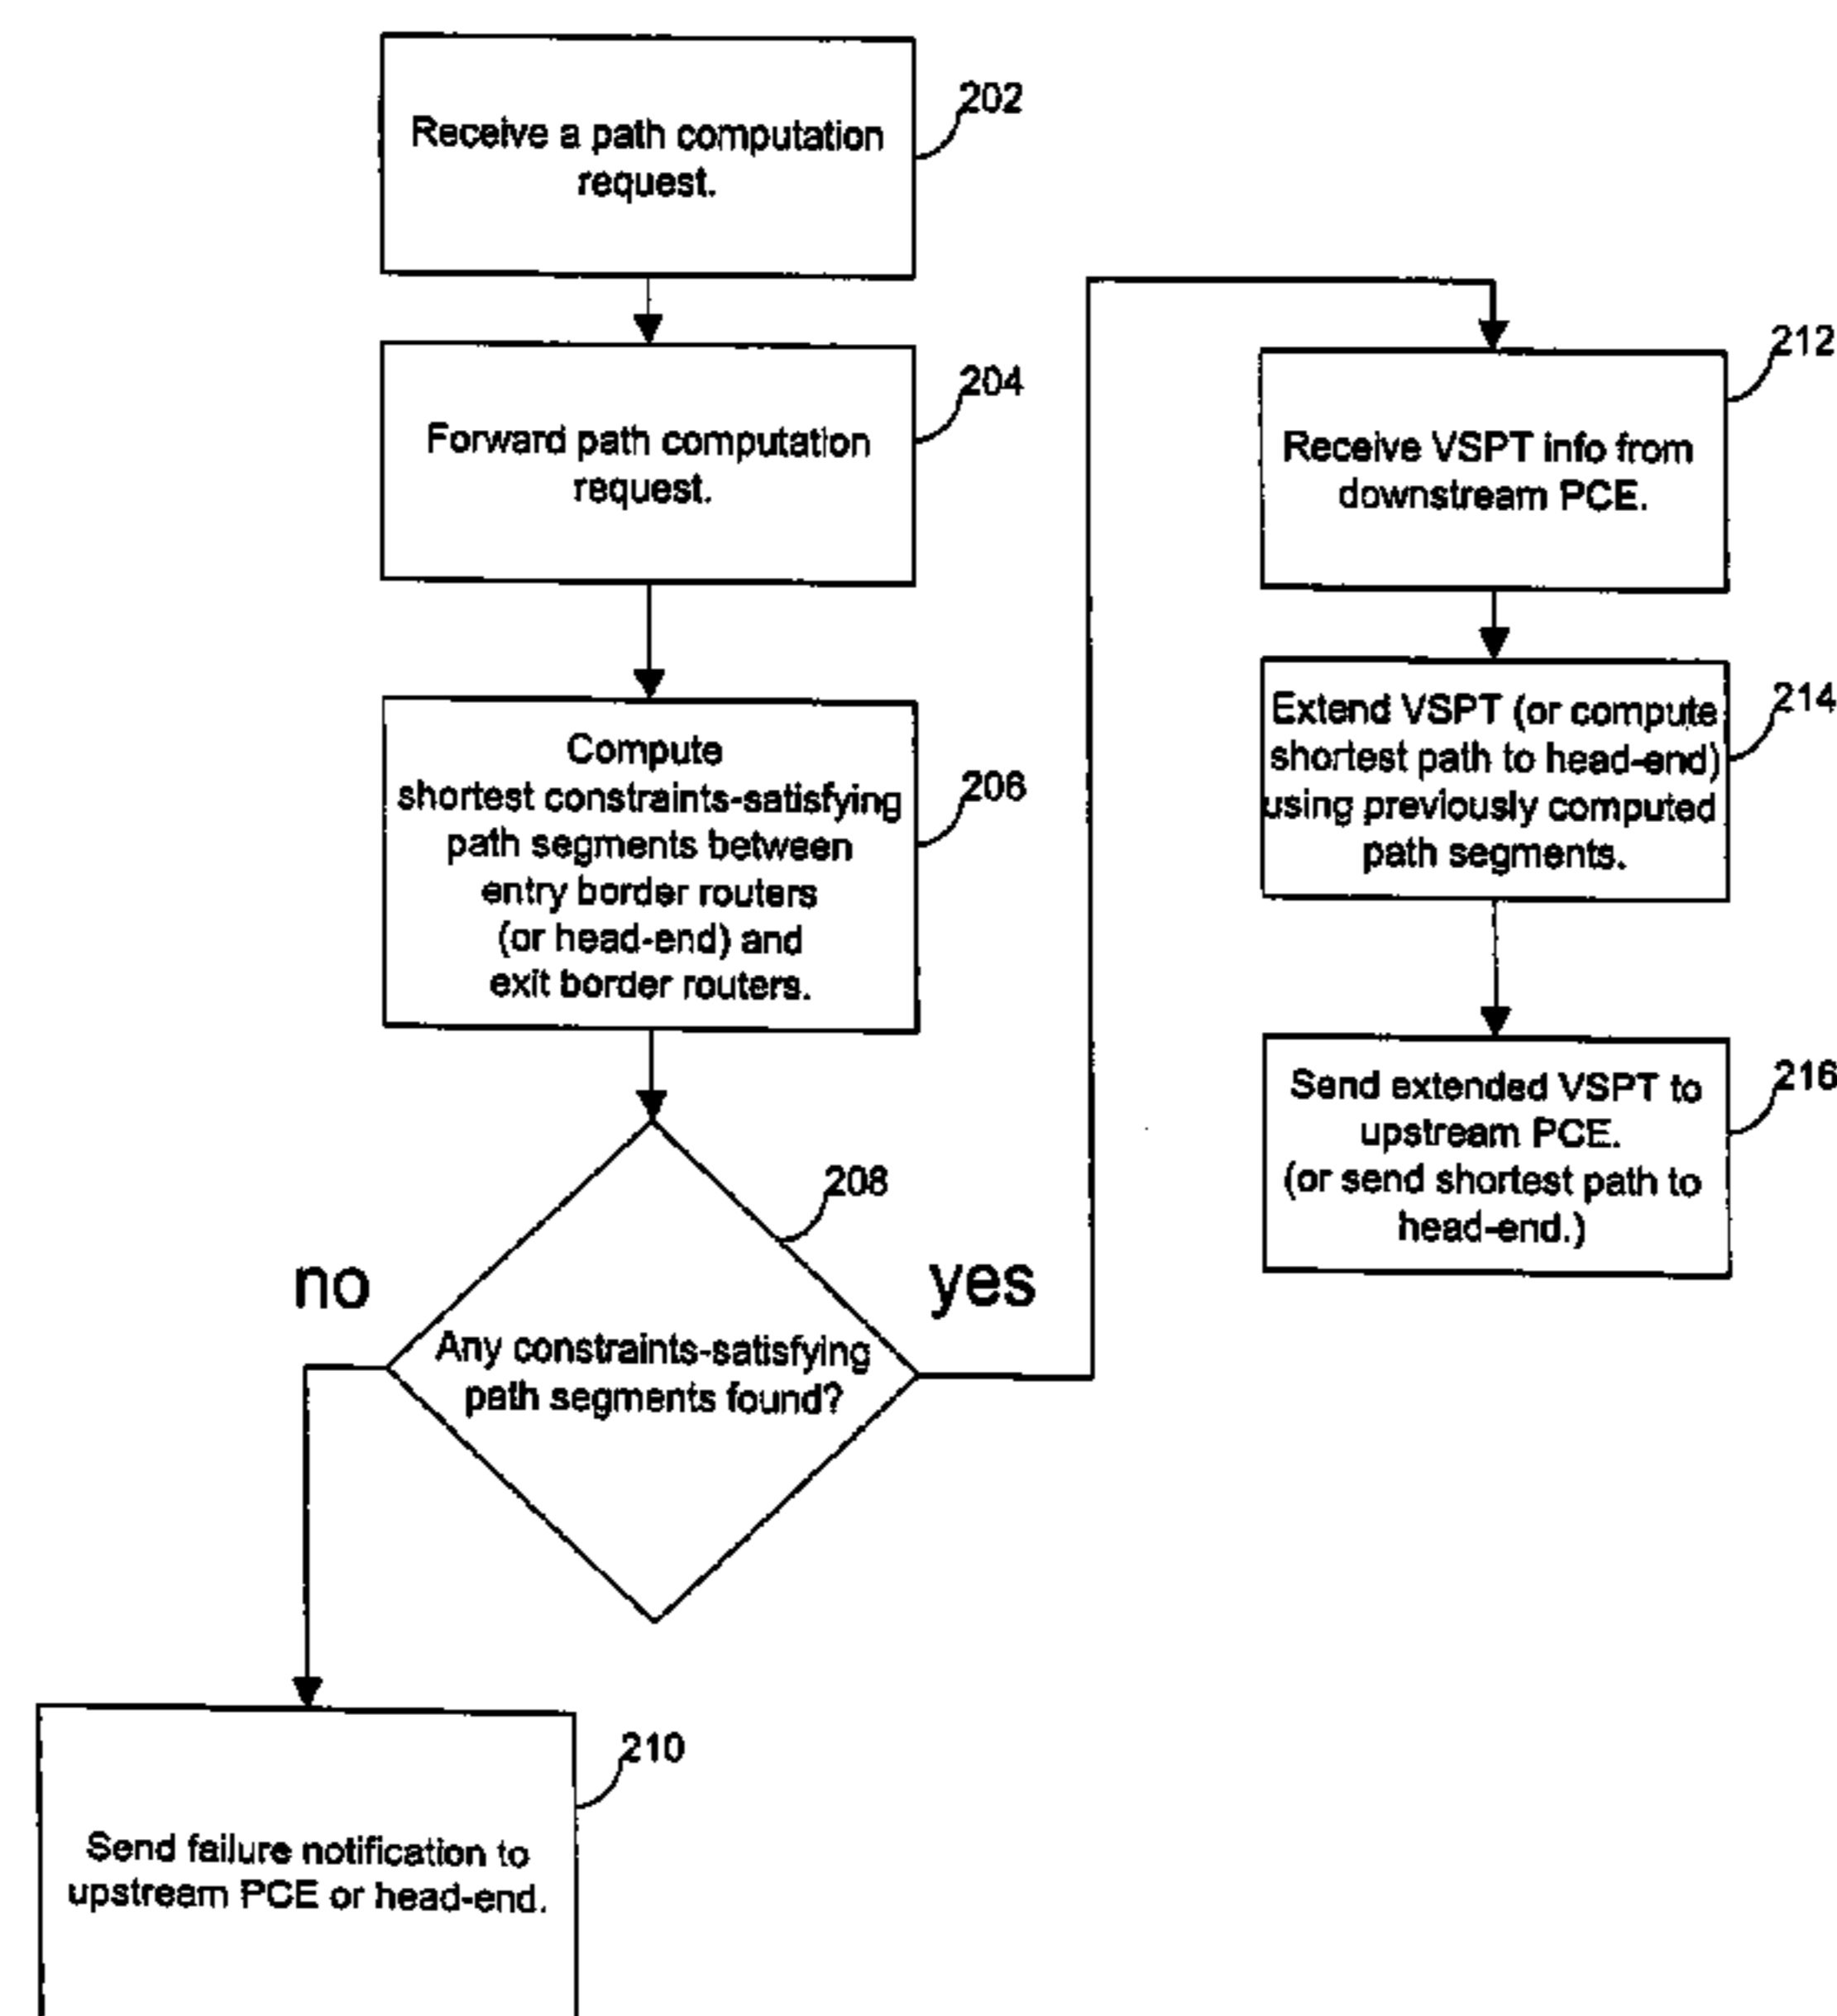 Receive a path computation
request.
202
Forward path computation
request.
204
Compute
shortest constraints-satisfying
path segments between
entry border routers
(or head-end) and
exit border routers.
206
Any constraints-satisfying
path segments found?
208
no
yes
Send failure notification to
upstream PCE or head-end.
210
Receive VSPT info from
downstream PCE.
212
Extend VSPT (or compute
shortest path to head-end)
using previously computed
path segments.
214
Send extended VSPT to
upstream PCE.
(or send shortest path to
head-end.)
216